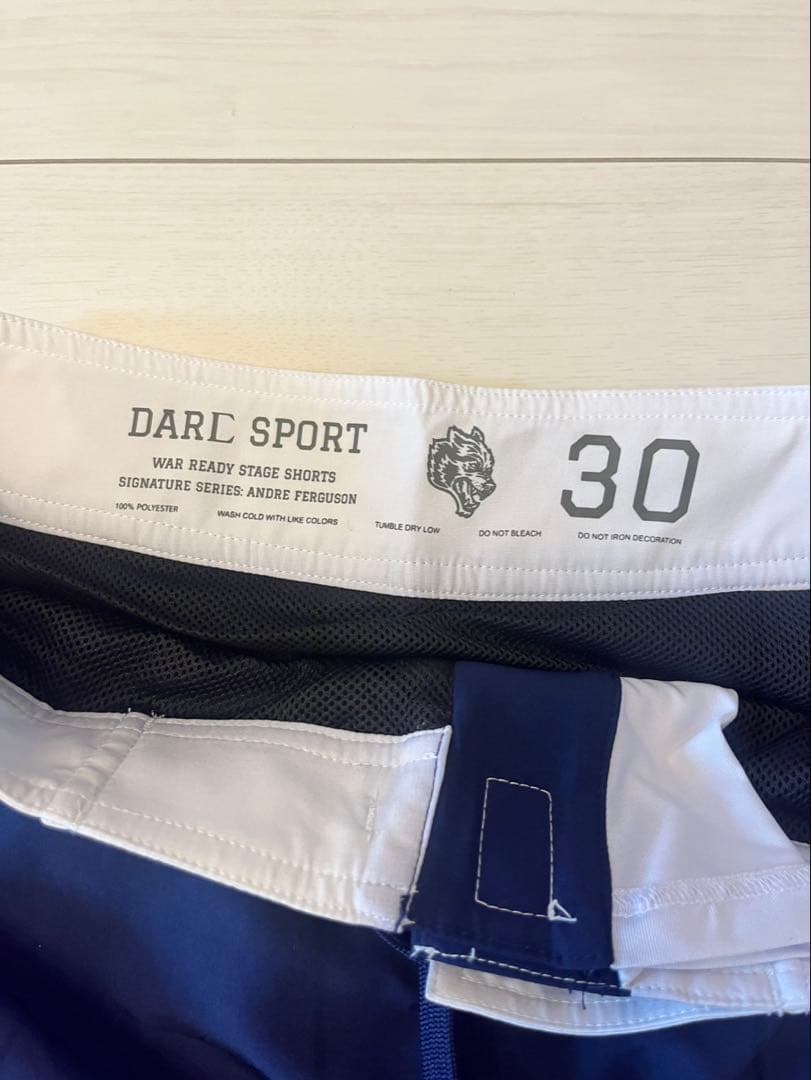 DARC SPORT
WAR READY STAGE SHORTS
SIGNATURE SERIES: ANDRE FERGUSON
100% POLYESTER
WASH COLD WITH LIKE COLORS
TUMBLE DRY LOW
DO NOT BLEACH
DO NOT IRON DECORATION
30